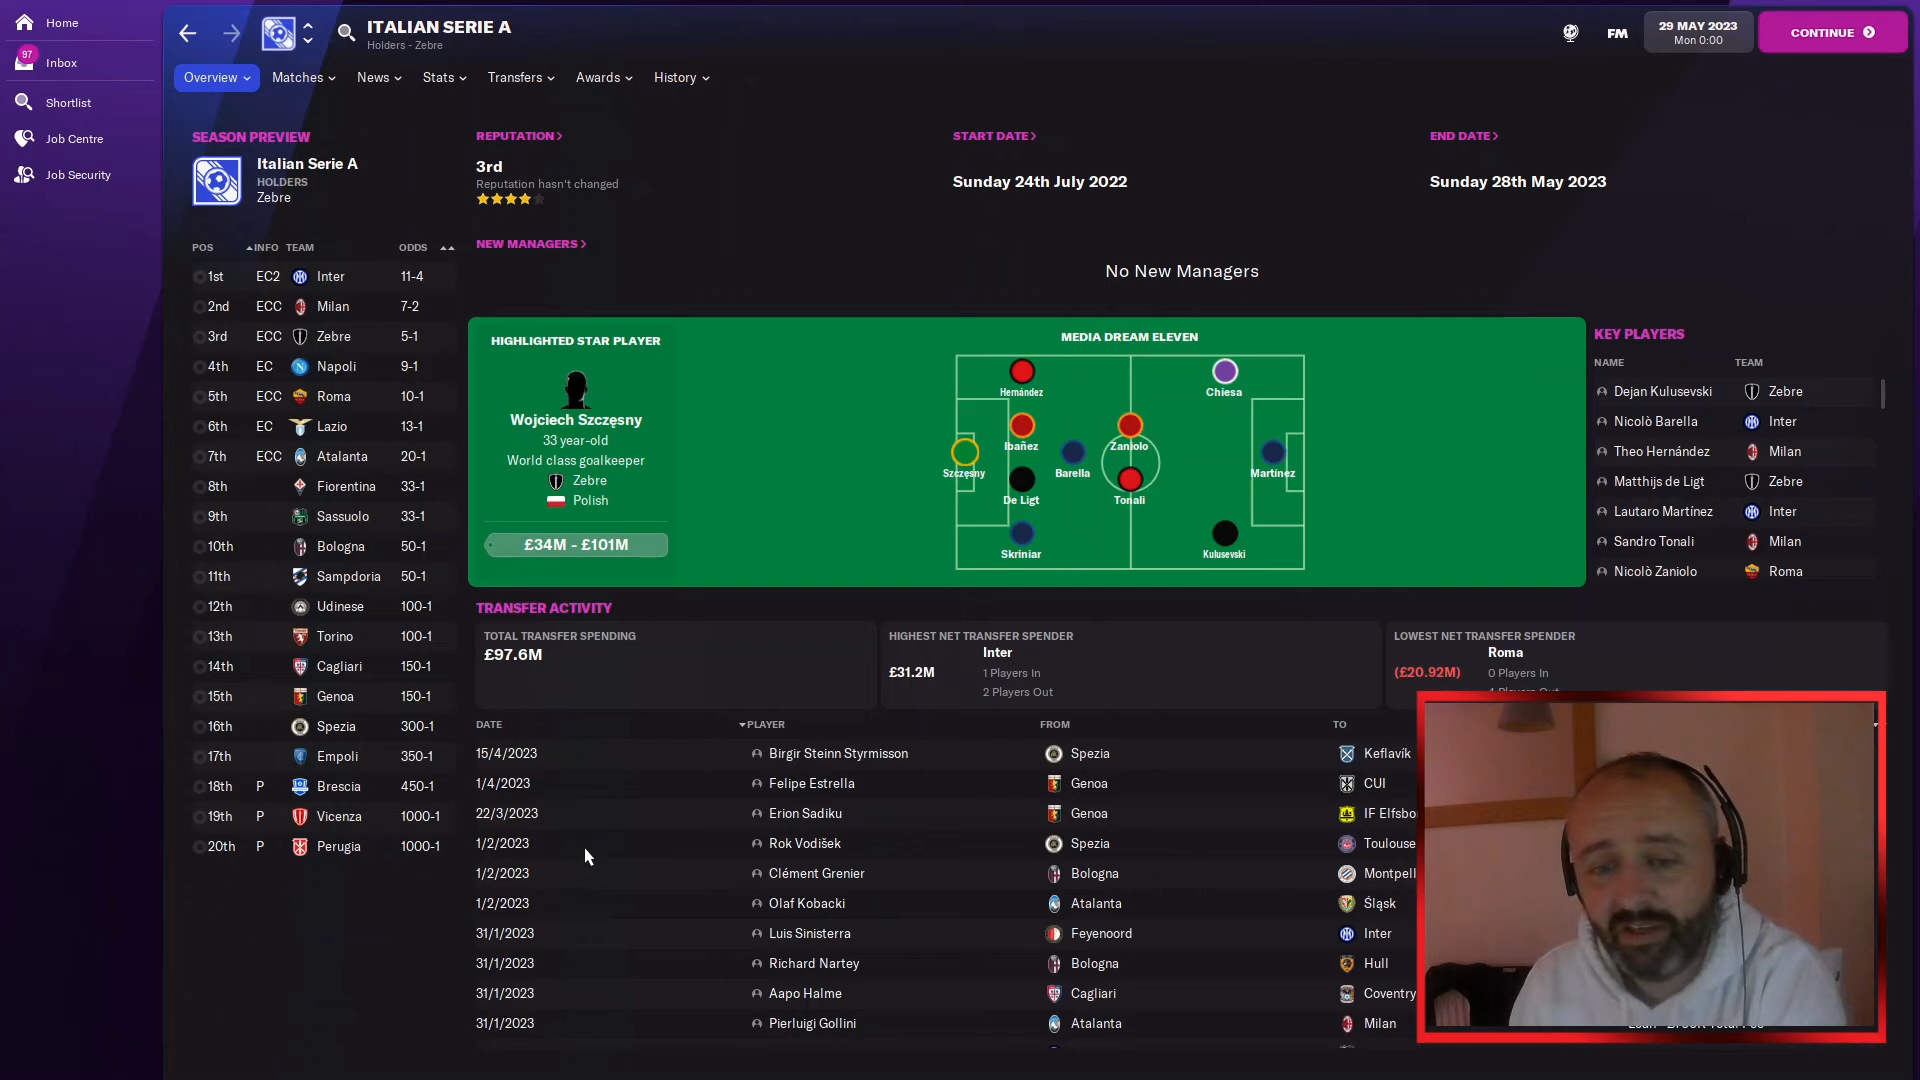 Home
97
Inbox
Shortlist
Job Centre
Job Security
ITALIAN SERIE A
Holders - Zebre
FM
29 MAY 2023
Mon 0:00
CONTINUE
Overview Matches News Stats Transfers Awards History
SEASON PREVIEW
Italian Serie A
HOLDERS
Zebre
REPUTATION
3rd
Reputation hasn't changed
START DATE
Sunday 24th July 2022
END DATE
Sunday 28th May 2023
NEW MANAGERS
No New Managers
POS INFO TEAM ODDS
1st EC2 Inter 11-4
2nd ECC Milan 7-2
3rd ECC Zebre 5-1
4th EC Napoli 9-1
5th ECC Roma 10-1
6th EC Lazio 13-1
7th ECC Atalanta 20-1
8th Fiorentina 33-1
9th Sassuolo 33-1
10th Bologna 50-1
11th Sampdoria 50-1
12th Udinese 100-1
13th Torino 100-1
14th Cagliari 150-1
15th Genoa 150-1
16th Spezia 300-1
17th Empoli 350-1
18th P Brescia 450-1
19th P Vicenza 1000-1
20th P Perugia 1000-1
HIGHLIGHTED STAR PLAYER
Wojciech Szczęsny
33 year-old
World class goalkeeper
Zebre
Polish
£34M - £101M
MEDIA DREAM ELEVEN
Hernández
Chiesa
Ibañez
Zaniolo
Szczęsny
Barella
Martínez
De Ligt
Tonali
Skriniar
Kulusevski
KEY PLAYERS
NAME TEAM
Dejan Kulusevski Zebre
Nicolò Barella Inter
Theo Hernández Milan
Matthijs de Ligt Zebre
Lautaro Martínez Inter
Sandro Tonali Milan
Nicolò Zaniolo Roma
TRANSFER ACTIVITY
TOTAL TRANSFER SPENDING
£97.6M
HIGHEST NET TRANSFER SPENDER
Inter
£31.2M
1 Players In
2 Players Out
LOWEST NET TRANSFER SPENDER
Roma
(£20.92M)
0 Players In
DATE PLAYER FROM TO
15/4/2023 Birgir Steinn Styrmisson Spezia Keflavík
1/4/2023 Felipe Estrella Genoa CUI
22/3/2023 Erion Sadiku Genoa IF Elfsbo
1/2/2023 Rok Vodišek Spezia Toulouse
1/2/2023 Clément Grenier Bologna Montpell
1/2/2023 Olaf Kobacki Atalanta Śląsk
31/1/2023 Luis Sinisterra Feyenoord Inter
31/1/2023 Richard Nartey Bologna Hull
31/1/2023 Aapo Halme Cagliari Coventry
31/1/2023 Pierluigi Gollini Atalanta Milan